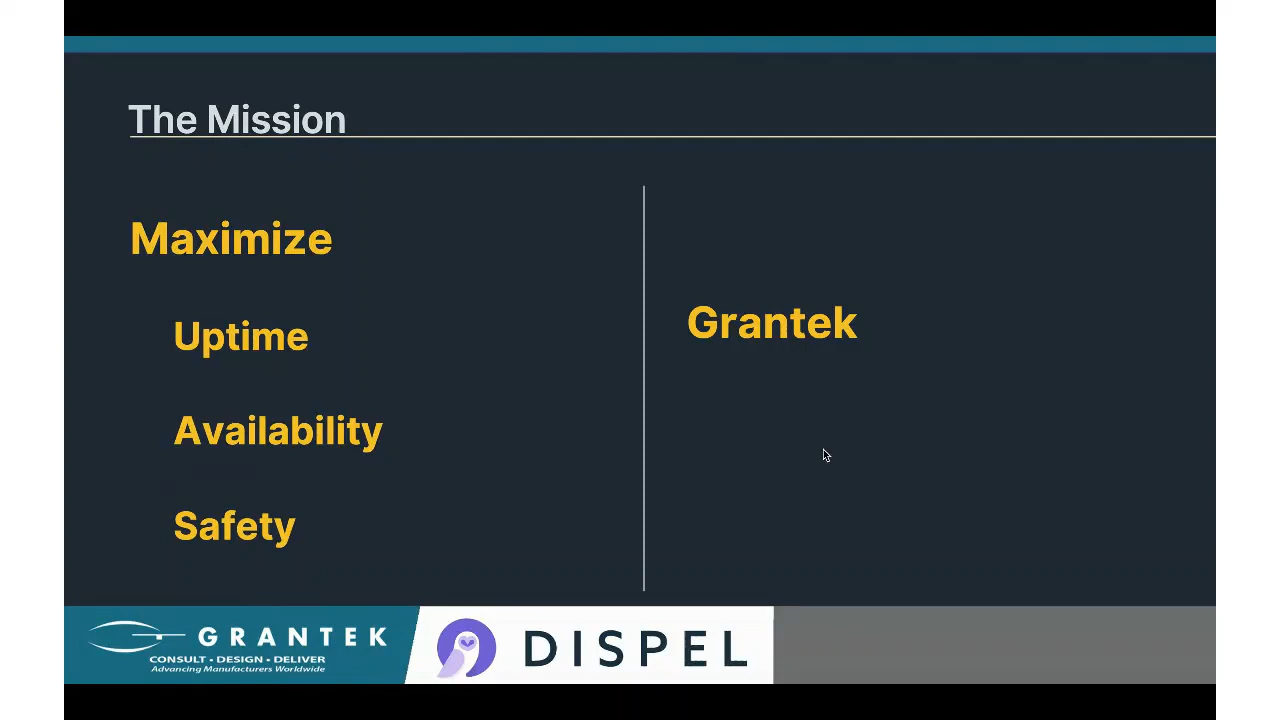 The Mission
Maximize
Uptime
Availability
Safety
Grantek
GRANTEK
CONSULT • DESIGN • DELIVER
Advancing Manufacturers Worldwide
DISPEL